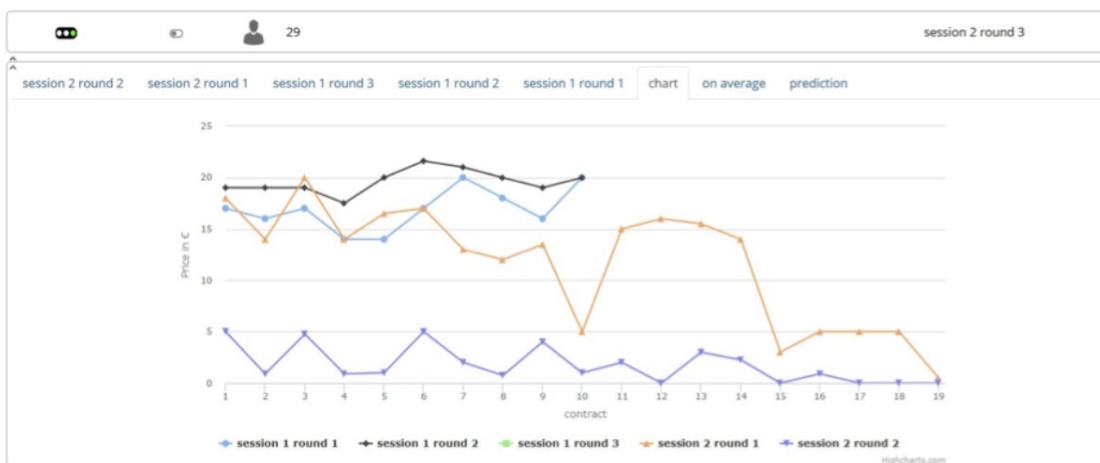 29 session 2 round 3
session 2 round 2 session 2 round 1 session 1 round 3 session 1 round 2 session 1 round 1 chart on average prediction
25
20
15
10
5
0
Price in €
1 2 3 4 5 6 7 8 9 10 11 12 13 14 15 16 17 18 19
contract
session 1 round 1 session 1 round 2 session 1 round 3 session 2 round 1 session 2 round 2
Highcharts.com